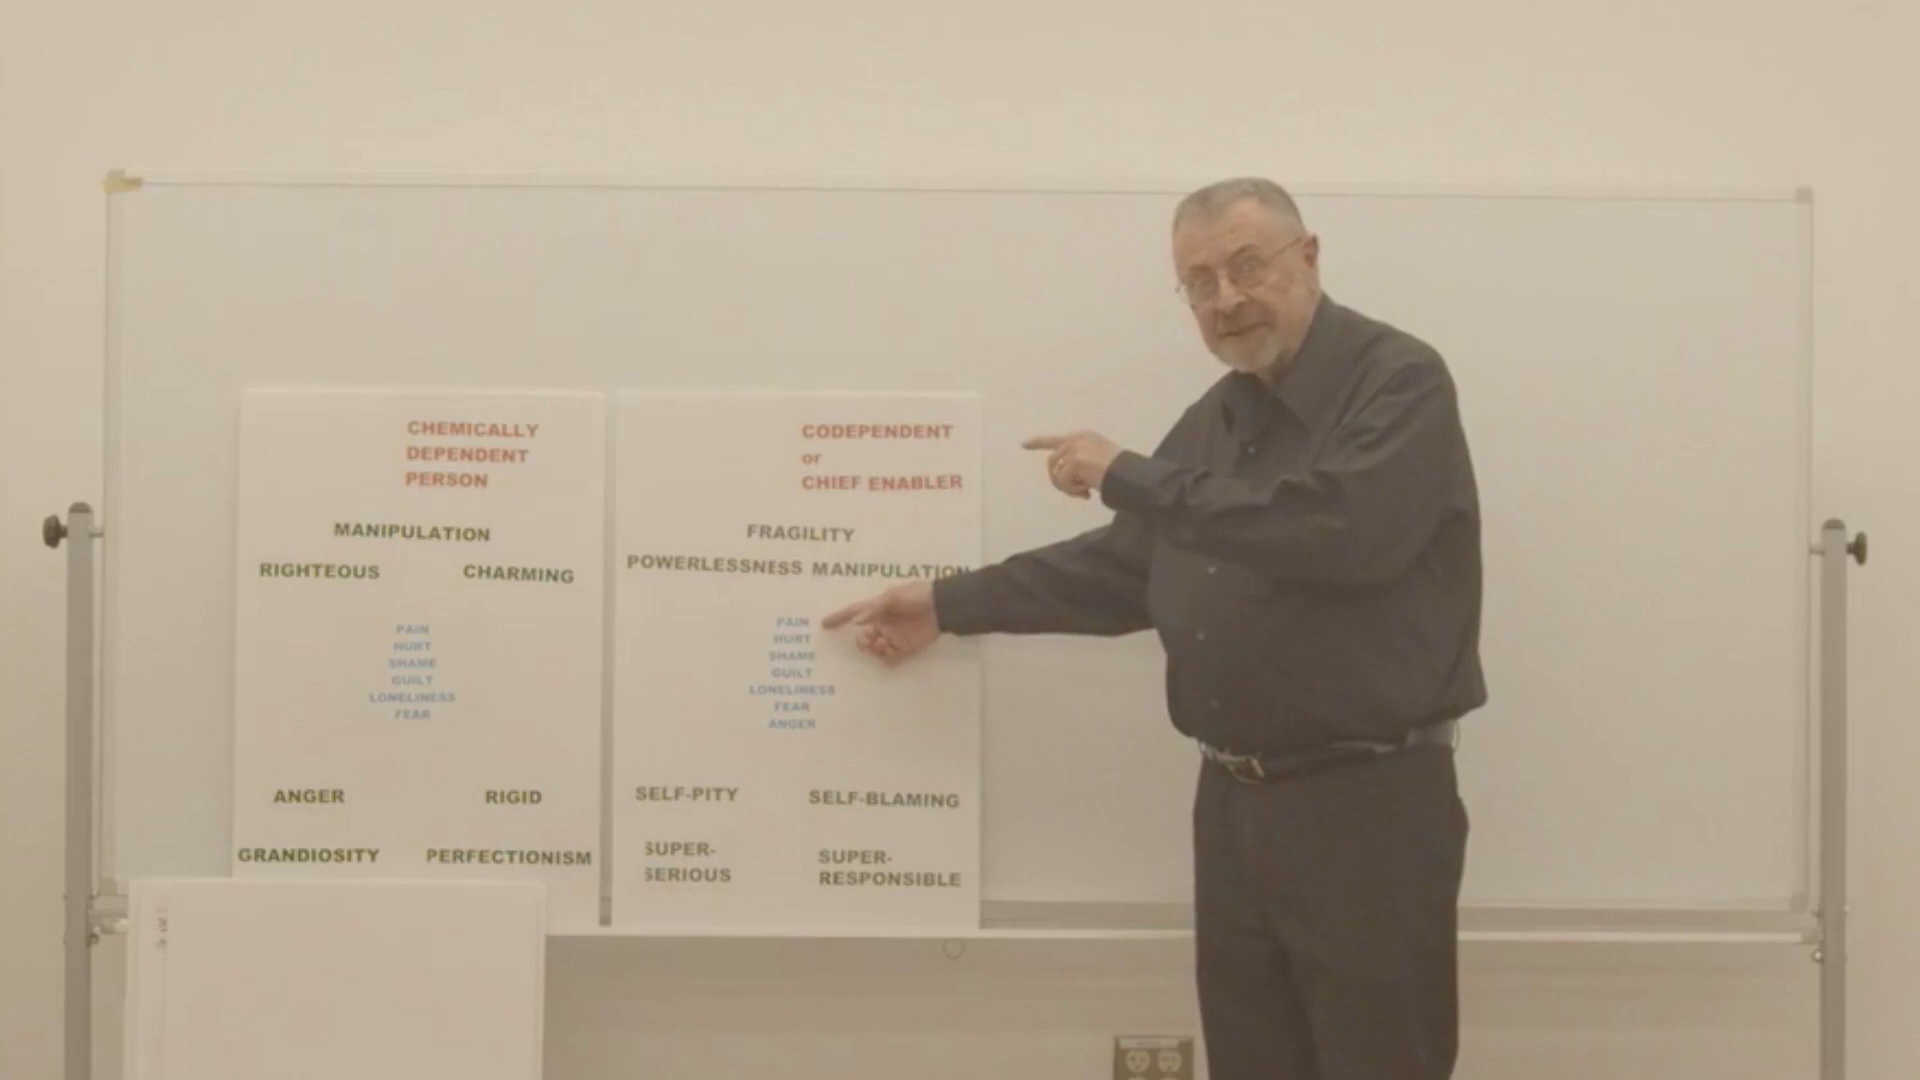 CHEMICALLY
DEPENDENT
PERSON
MANIPULATION
RIGHTEOUS CHARMING
PAIN
HURT
SHAME
GUILT
LONELINESS
FEAR
ANGER RIGID
GRANDIOSITY PERFECTIONISM
CODEPENDENT
or
CHIEF ENABLER
FRAGILITY
POWERLESSNESS MANIPULATION
PAIN
HURT
SHAME
GUILT
LONELINESS
FEAR
ANGER
SELF-PITY SELF-BLAMING
SUPER-
SERIOUS
SUPER-
RESPONSIBLE